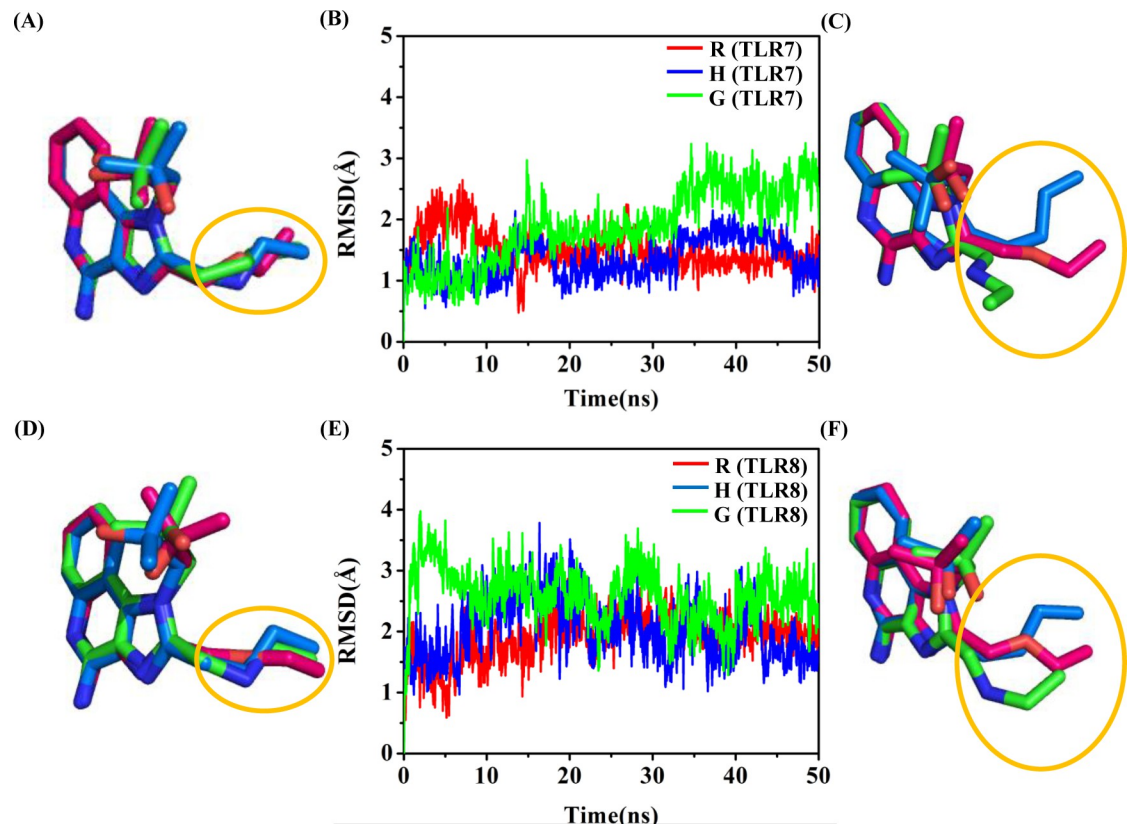 (A)
(B)
(C)
R (TLR7)
H (TLR7)
G (TLR7)
RMSD(Å)
5
4
3
2
1
0
0 10 20 30 40 50
Time(ns)
(D)
(E)
(F)
R (TLR8)
H (TLR8)
G (TLR8)
RMSD(Å)
5
4
3
2
1
0
0 10 20 30 40 50
Time(ns)